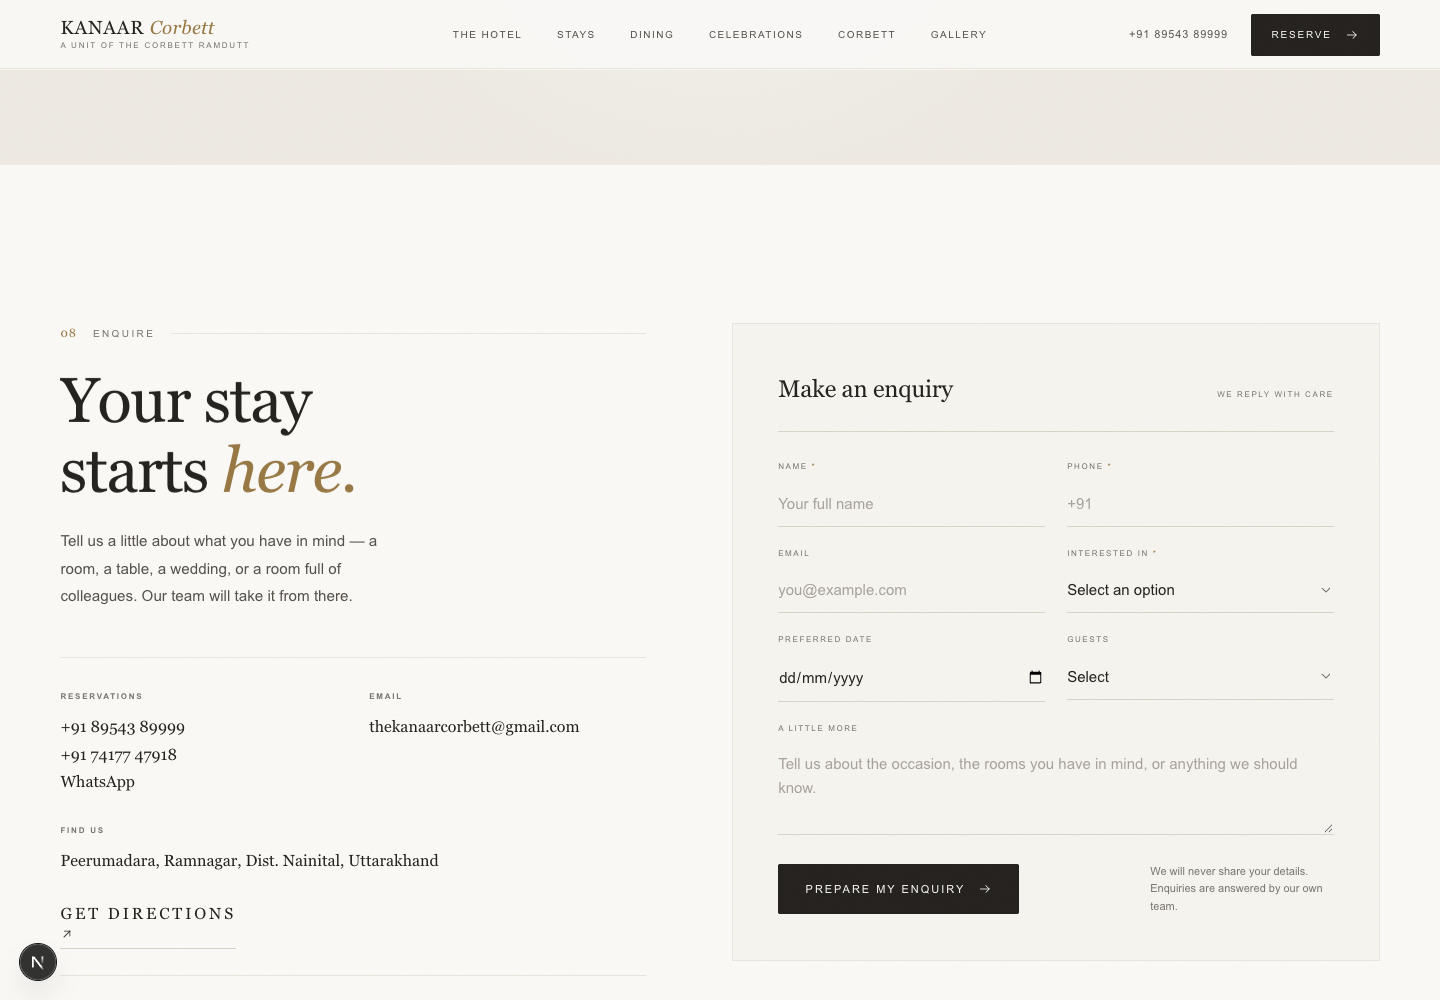 KANAAR Corbett
A UNIT OF THE CORBETT RAMDUTT
THE HOTEL
STAYS
DINING
CELEBRATIONS
CORBETT
GALLERY
+91 89543 89999
RESERVE →
08 ENQUIRE
Your stay
starts here.
Tell us a little about what you have in mind — a
room, a table, a wedding, or a room full of
colleagues. Our team will take it from there.
RESERVATIONS
+91 89543 89999
+91 74177 47918
WhatsApp
EMAIL
thekanaarcorbett@gmail.com
FIND US
Peerumadara, Ramnagar, Dist. Nainital, Uttarakhand
GET DIRECTIONS
↗
N
Make an enquiry
WE REPLY WITH CARE
NAME *
Your full name
PHONE *
+91
EMAIL
you@example.com
INTERESTED IN *
Select an option
PREFERRED DATE
dd/mm/yyyy
GUESTS
Select
A LITTLE MORE
Tell us about the occasion, the rooms you have in mind, or anything we should
know.
PREPARE MY ENQUIRY →
We will never share your details.
Enquiries are answered by our own
team.